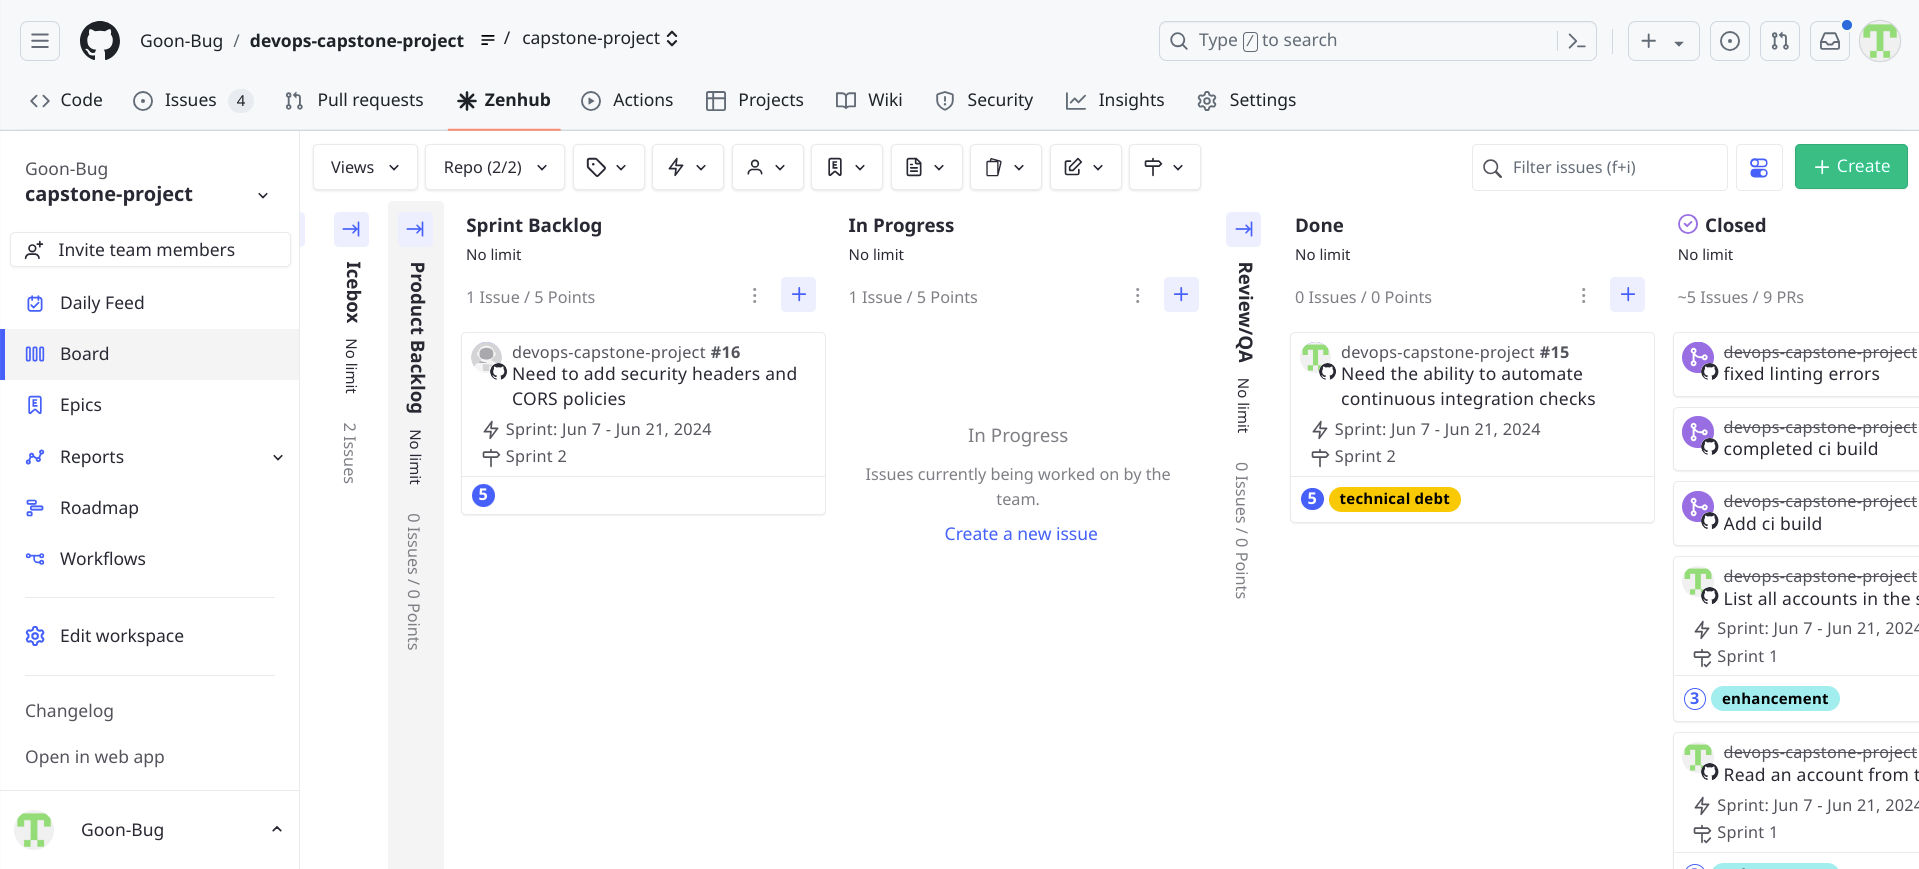 Goon-Bug / devops-capstone-project / capstone-project
Type / to search
Code
Issues 4
Pull requests
Zenhub
Actions
Projects
Wiki
Security
Insights
Settings
Goon-Bug
capstone-project
Invite team members
Daily Feed
Board
Epics
Reports
Roadmap
Workflows
Edit workspace
Changelog
Open in web app
Goon-Bug
Views
Repo (2/2)
Filter issues (f+i)
Create
Icebox No limit 2 Issues
Product Backlog No limit 0 Issues / 0 Points
Sprint Backlog
No limit
1 Issue / 5 Points
devops-capstone-project #16
Need to add security headers and
CORS policies
Sprint: Jun 7 - Jun 21, 2024
Sprint 2
5
In Progress
No limit
1 Issue / 5 Points
In Progress
Issues currently being worked on by the
team.
Create a new issue
Review/QA No limit 0 Issues / 0 Points
Done
No limit
0 Issues / 0 Points
devops-capstone-project #15
Need the ability to automate
continuous integration checks
Sprint: Jun 7 - Jun 21, 2024
Sprint 2
5 technical debt
Closed
No limit
~5 Issues / 9 PRs
devops-capstone-project
fixed linting errors
devops-capstone-project
completed ci build
devops-capstone-project
Add ci build
devops-capstone-project
List all accounts in the s
Sprint: Jun 7 - Jun 21, 2024
Sprint 1
3 enhancement
devops-capstone-project
Read an account from t
Sprint: Jun 7 - Jun 21, 2024
Sprint 1